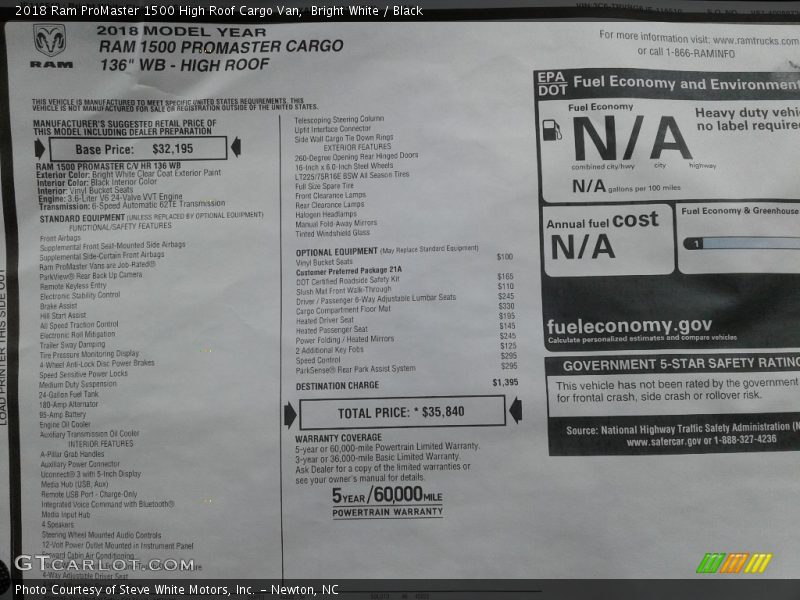 2018 Ram ProMaster 1500 High Roof Cargo Van, Bright White / Black
RAM
2018 MODEL YEAR
RAM 1500 PROMASTER CARGO
136" WB - HIGH ROOF
For more information visit: www.ramtrucks.com
or call 1-866-RAMINFO
THIS VEHICLE IS MANUFACTURED TO MEET SPECIFIC UNITED STATES REQUIREMENTS. THIS
VEHICLE IS NOT MANUFACTURED FOR SALE OR REGISTRATION OUTSIDE OF THE UNITED STATES.
MANUFACTURER'S SUGGESTED RETAIL PRICE OF
THIS MODEL INCLUDING DEALER PREPARATION
Base Price: $32,195
RAM 1500 PROMASTER C/V HR 136 WB
Exterior Color: Bright White Clear Coat Exterior Paint
Interior Color: Black Interior Color
Interior: Vinyl Bucket Seats
Engine: 3.6-Liter V6 24-Valve VVT Engine
Transmission: 6-Speed Automatic 62TE Transmission
STANDARD EQUIPMENT (UNLESS REPLACED BY OPTIONAL EQUIPMENT)
FUNCTIONAL/SAFETY FEATURES
Front Airbags
Supplemental Front Seat-Mounted Side Airbags
Supplemental Side-Curtain Front Airbags
Ram ProMaster Vans are Job-Rated®
ParkView® Rear Back Up Camera
Remote Keyless Entry
Electronic Stability Control
Brake Assist
Hill Start Assist
All Speed Traction Control
Electronic Roll Mitigation
Trailer Sway Damping
Tire Pressure Monitoring Display
4-Wheel Anti-Lock Disc Power Brakes
Speed Sensitive Power Locks
Medium Duty Suspension
24-Gallon Fuel Tank
180-Amp Alternator
95-Amp Battery
Engine Oil Cooler
Auxiliary Transmission Oil Cooler
INTERIOR FEATURES
A-Pillar Grab Handles
Auxiliary Power Connector
Uconnect® 3 with 5-Inch Display
Media Hub (USB, Aux)
Remote USB Port - Charge-Only
Integrated Voice Command with Bluetooth®
Media Input Hub
4 Speakers
Steering Wheel Mounted Audio Controls
12-Volt Power Outlet Mounted in Instrument Panel
Forward Cabin Air Conditioning
4-Way Adjustable Driver Seat
Telescoping Steering Column
Upfit Interface Connector
Side Wall Cargo Tie Down Rings
EXTERIOR FEATURES
260-Degree Opening Rear Hinged Doors
16-Inch x 6.0-Inch Steel Wheels
LT225/75R16E BSW All Season Tires
Full Size Spare Tire
Front Clearance Lamps
Rear Clearance Lamps
Halogen Headlamps
Manual Fold-Away Mirrors
Tinted Windshield Glass
OPTIONAL EQUIPMENT (May Replace Standard Equipment)
Vinyl Bucket Seats $100
Customer Preferred Package 21A
DOT Certified Roadside Safety Kit $165
Slush Mat Front Walk-Through $110
Driver / Passenger 6-Way Adjustable Lumbar Seats $245
Cargo Compartment Floor Mat $330
Heated Driver Seat $195
Heated Passenger Seat $145
Power Folding / Heated Mirrors $245
2 Additional Key Fobs $125
Speed Control $295
ParkSense® Rear Park Assist System $295
DESTINATION CHARGE $1,395
TOTAL PRICE: * $35,840
WARRANTY COVERAGE
5-year or 60,000-mile Powertrain Limited Warranty.
3-year or 36,000-mile Basic Limited Warranty.
Ask Dealer for a copy of the limited warranties or
see your owner's manual for details.
5YEAR/60,000MILE
POWERTRAIN WARRANTY
EPA
DOT
Fuel Economy and Environment
Fuel Economy
N/A
combined city/hwy city highway
N/A gallons per 100 miles
Heavy duty vehi
no label require
Annual fuel cost
N/A
Fuel Economy & Greenhouse
1
fueleconomy.gov
Calculate personalized estimates and compare vehicles
GOVERNMENT 5-STAR SAFETY RATING
This vehicle has not been rated by the government
for frontal crash, side crash or rollover risk.
Source: National Highway Traffic Safety Administration (N
www.safercar.gov or 1-888-327-4236
LOAD PRINTER THIS SIDE OUT
GTCarLot.com
Photo Courtesy of Steve White Motors, Inc. – Newton, NC